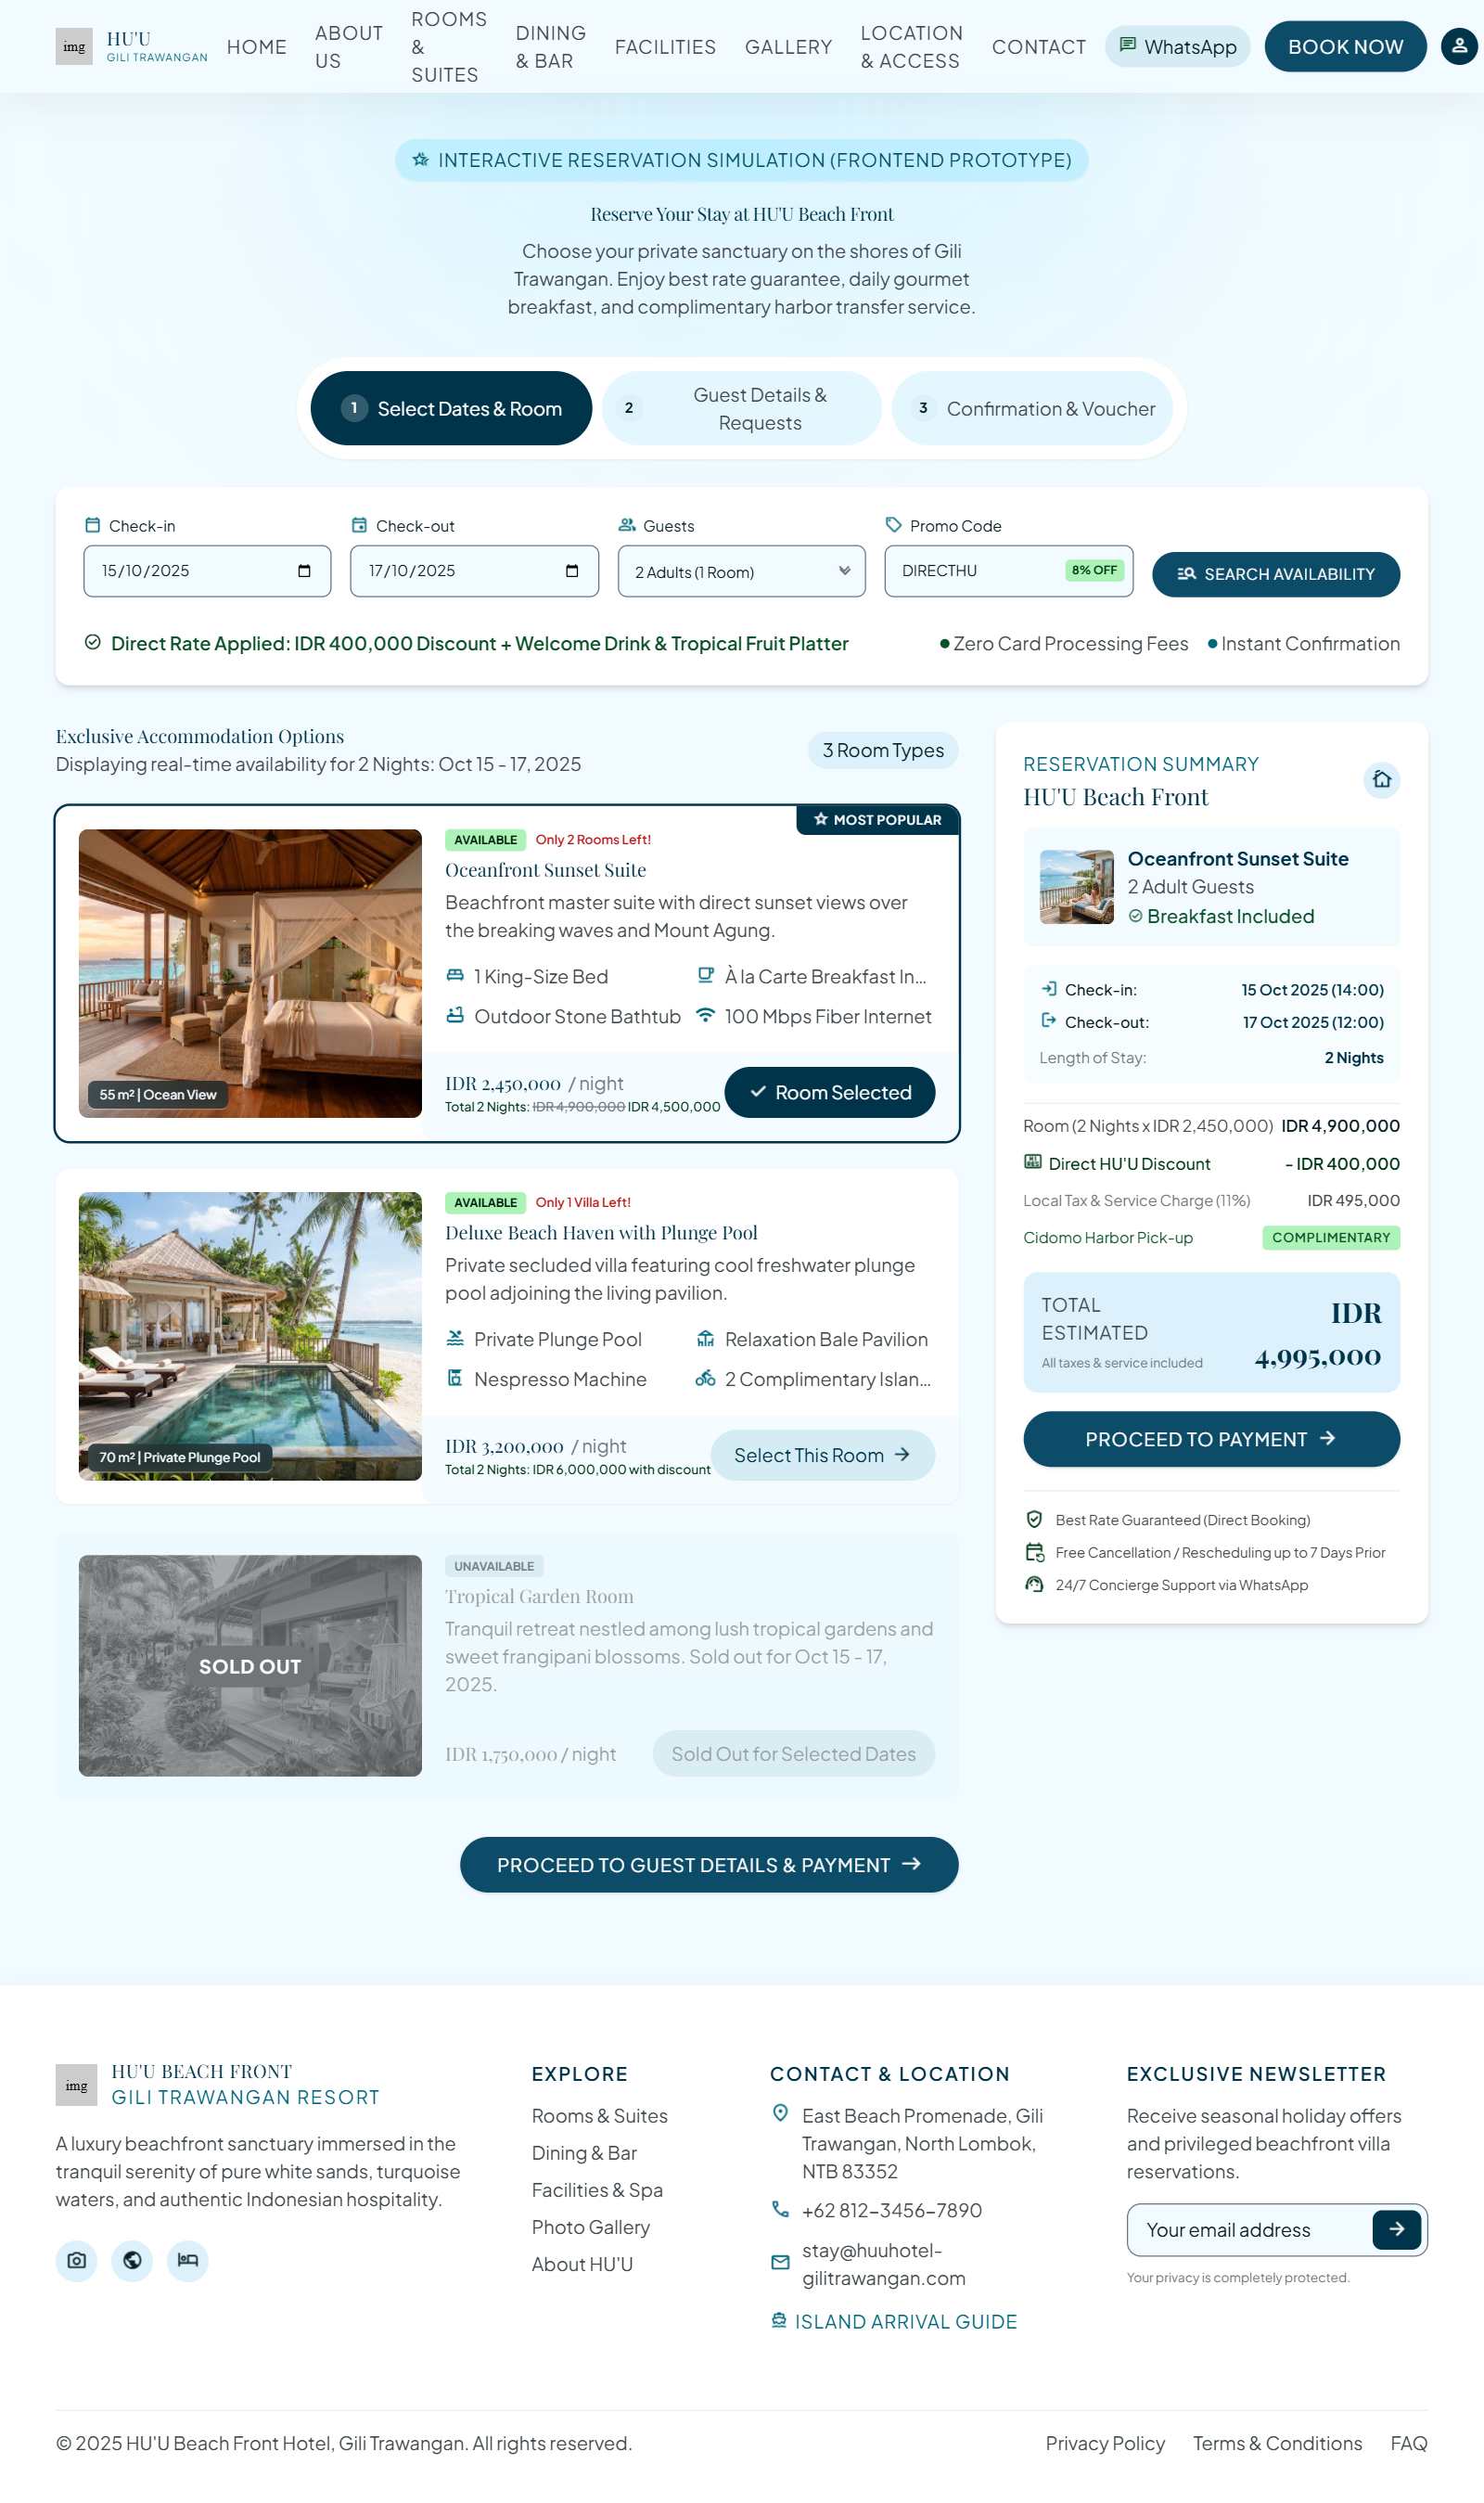 img
HU'U
GILI TRAWANGAN
HOME
ABOUT
US
ROOMS
&
SUITES
DINING
& BAR
FACILITIES
GALLERY
LOCATION
& ACCESS
CONTACT
WhatsApp
BOOK NOW
INTERACTIVE RESERVATION SIMULATION (FRONTEND PROTOTYPE)
Reserve Your Stay at HU'U Beach Front
Choose your private sanctuary on the shores of Gili
Trawangan. Enjoy best rate guarantee, daily gourmet
breakfast, and complimentary harbor transfer service.
1 Select Dates & Room
2 Guest Details &
Requests
3 Confirmation & Voucher
Check-in
15/10/2025
Check-out
17/10/2025
Guests
2 Adults (1 Room)
Promo Code
DIRECTHU
8% OFF
SEARCH AVAILABILITY
Direct Rate Applied: IDR 400,000 Discount + Welcome Drink & Tropical Fruit Platter
Zero Card Processing Fees
Instant Confirmation
Exclusive Accommodation Options
Displaying real-time availability for 2 Nights: Oct 15 - 17, 2025
3 Room Types
MOST POPULAR
55 m² | Ocean View
AVAILABLE
Only 2 Rooms Left!
Oceanfront Sunset Suite
Beachfront master suite with direct sunset views over
the breaking waves and Mount Agung.
1 King-Size Bed
À la Carte Breakfast In...
Outdoor Stone Bathtub
100 Mbps Fiber Internet
IDR 2,450,000 / night
Total 2 Nights: IDR 4,900,000 IDR 4,500,000
Room Selected
70 m² | Private Plunge Pool
AVAILABLE
Only 1 Villa Left!
Deluxe Beach Haven with Plunge Pool
Private secluded villa featuring cool freshwater plunge
pool adjoining the living pavilion.
Private Plunge Pool
Relaxation Bale Pavilion
Nespresso Machine
2 Complimentary Islan...
IDR 3,200,000 / night
Total 2 Nights: IDR 6,000,000 with discount
Select This Room
SOLD OUT
UNAVAILABLE
Tropical Garden Room
Tranquil retreat nestled among lush tropical gardens and
sweet frangipani blossoms. Sold out for Oct 15 - 17,
2025.
IDR 1,750,000 / night
Sold Out for Selected Dates
PROCEED TO GUEST DETAILS & PAYMENT
RESERVATION SUMMARY
HU'U Beach Front
Oceanfront Sunset Suite
2 Adult Guests
Breakfast Included
Check-in: 15 Oct 2025 (14:00)
Check-out: 17 Oct 2025 (12:00)
Length of Stay: 2 Nights
Room (2 Nights x IDR 2,450,000) IDR 4,900,000
Direct HU'U Discount - IDR 400,000
Local Tax & Service Charge (11%) IDR 495,000
Cidomo Harbor Pick-up COMPLIMENTARY
TOTAL
ESTIMATED
All taxes & service included
IDR
4,995,000
PROCEED TO PAYMENT
Best Rate Guaranteed (Direct Booking)
Free Cancellation / Rescheduling up to 7 Days Prior
24/7 Concierge Support via WhatsApp
img
HU'U BEACH FRONT
GILI TRAWANGAN RESORT
A luxury beachfront sanctuary immersed in the
tranquil serenity of pure white sands, turquoise
waters, and authentic Indonesian hospitality.
EXPLORE
Rooms & Suites
Dining & Bar
Facilities & Spa
Photo Gallery
About HU'U
CONTACT & LOCATION
East Beach Promenade, Gili
Trawangan, North Lombok,
NTB 83352
+62 812-3456-7890
stay@huuhotel-
gilitrawangan.com
ISLAND ARRIVAL GUIDE
EXCLUSIVE NEWSLETTER
Receive seasonal holiday offers
and privileged beachfront villa
reservations.
Your email address
Your privacy is completely protected.
© 2025 HU'U Beach Front Hotel, Gili Trawangan. All rights reserved.
Privacy Policy
Terms & Conditions
FAQ